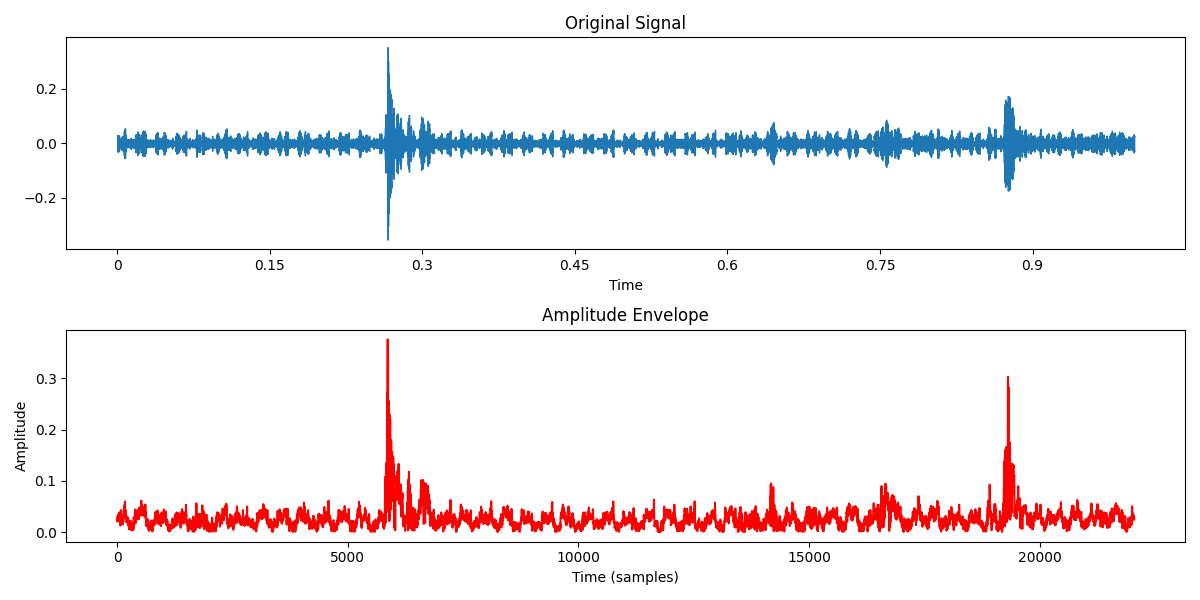 Original Signal
0.2
0.0
−0.2
0 0.15 0.3 0.45 0.6 0.75 0.9
Time
Amplitude Envelope
Amplitude
0.3
0.2
0.1
0.0
0 5000 10000 15000 20000
Time (samples)